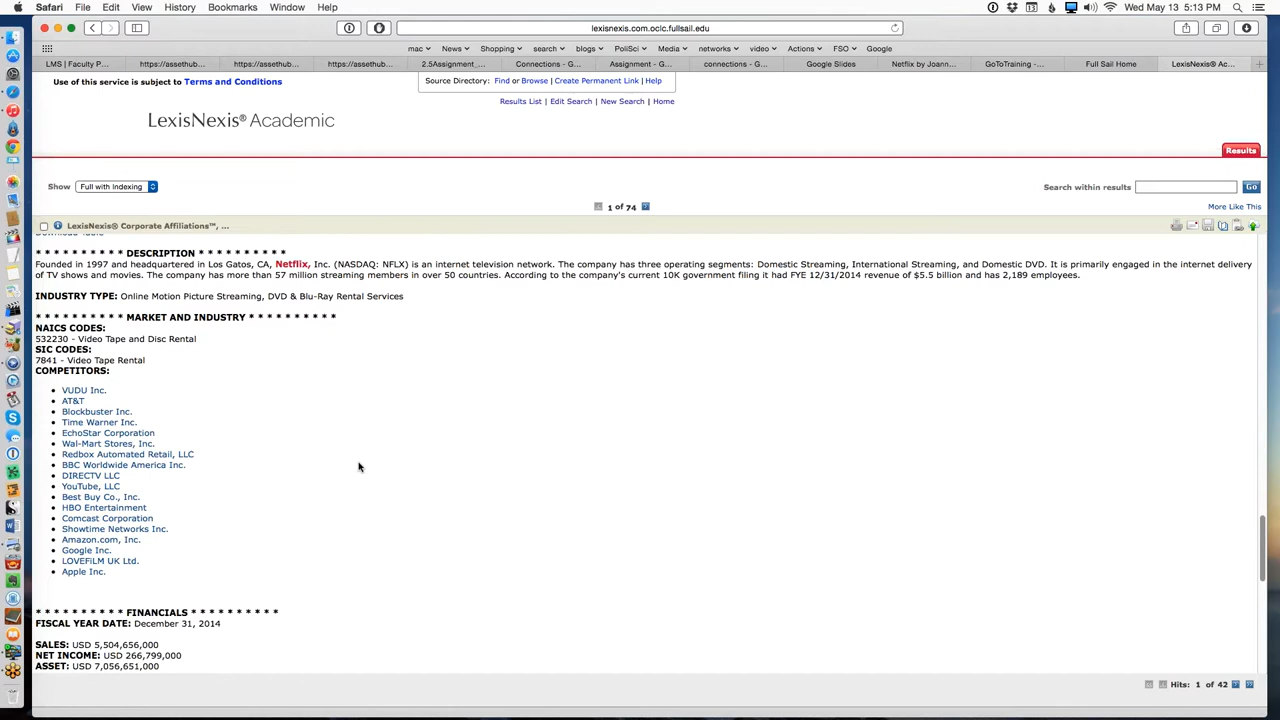 Safari File Edit View History Bookmarks Window Help Wed May 13 5:13 PM
lexisnexis.com.oclc.fullsail.edu
mac News Shopping search blogs PoliSci Media networks video Actions FSO Google
LMS | Faculty P... https://assethub... https://assethub... https://assethub... 2.5Assignment_... Connections - G... Assignment - G... connections - G... Google Slides Netflix by Joann... GoToTraining -... Full Sail Home LexisNexis® Ac...
Use of this service is subject to Terms and Conditions
Source Directory: Find or Browse | Create Permanent Link | Help
Results List | Edit Search | New Search | Home
LexisNexis® Academic
Results
Show Full with Indexing
Search within results Go
1 of 74
More Like This
LexisNexis® Corporate Affiliations™, ...
Download Table
* * * * * * * * * * DESCRIPTION * * * * * * * * * *
Founded in 1997 and headquartered in Los Gatos, CA, Netflix, Inc. (NASDAQ: NFLX) is an internet television network. The company has three operating segments: Domestic Streaming, International Streaming, and Domestic DVD. It is primarily engaged in the internet delivery
of TV shows and movies. The company has more than 57 million streaming members in over 50 countries. According to the company's current 10K government filing it had FYE 12/31/2014 revenue of $5.5 billion and has 2,189 employees.
INDUSTRY TYPE: Online Motion Picture Streaming, DVD & Blu-Ray Rental Services
* * * * * * * * * * MARKET AND INDUSTRY * * * * * * * * * *
NAICS CODES:
532230 - Video Tape and Disc Rental
SIC CODES:
7841 - Video Tape Rental
COMPETITORS:
• VUDU Inc.
• AT&T
• Blockbuster Inc.
• Time Warner Inc.
• EchoStar Corporation
• Wal-Mart Stores, Inc.
• Redbox Automated Retail, LLC
• BBC Worldwide America Inc.
• DIRECTV LLC
• YouTube, LLC
• Best Buy Co., Inc.
• HBO Entertainment
• Comcast Corporation
• Showtime Networks Inc.
• Amazon.com, Inc.
• Google Inc.
• LOVEFiLM UK Ltd.
• Apple Inc.
* * * * * * * * * * FINANCIALS * * * * * * * * * *
FISCAL YEAR DATE: December 31, 2014
SALES: USD 5,504,656,000
NET INCOME: USD 266,799,000
ASSET: USD 7,056,651,000
Hits: 1 of 42